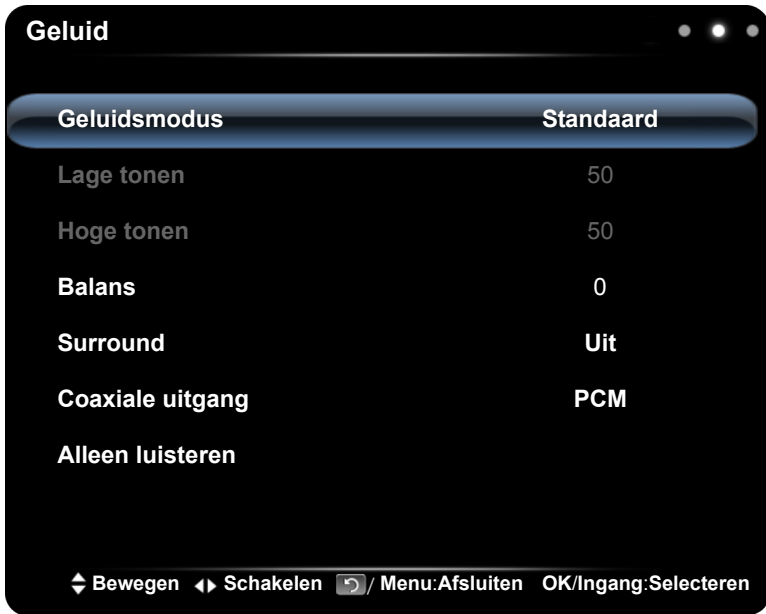 Geluid
Geluidsmodus Standaard
Lage tonen 50
Hoge tonen 50
Balans 0
Surround Uit
Coaxiale uitgang PCM
Alleen luisteren
Bewegen Schakelen / Menu:Afsluiten OK/Ingang:Selecteren